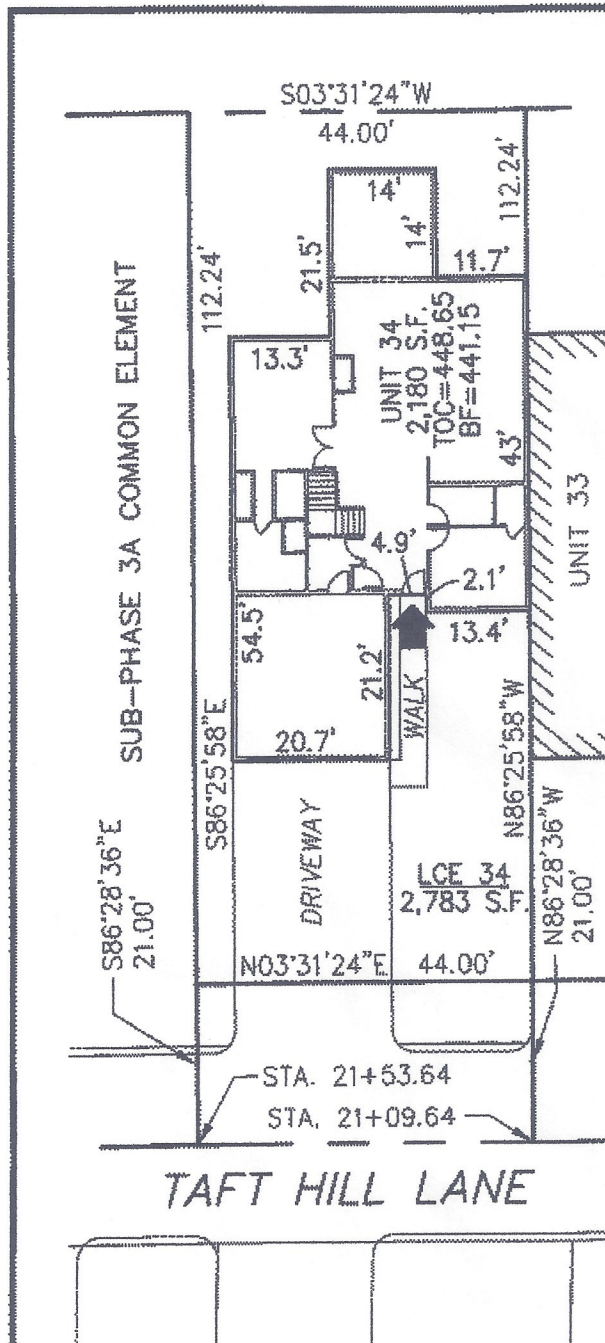 S03°31'24"W
44.00'
112.24'
112.24'
14'
14'
21.5'
11.7'
SUB-PHASE 3A COMMON ELEMENT
13.3'
UNIT 34
2,180 S.F.
TOC=448.65
BF=441.15
43'
UNIT 33
4.9'
2.1'
13.4'
54.5'
21.2'
WALK
20.7'
S86°25'58"E
N86°25'58"W
DRIVEWAY
LCE 34
2,783 S.F.
S86°28'36"E
21.00'
N86°28'36"W
21.00'
N03°31'24"E 44.00'
STA. 21+53.64
STA. 21+09.64
TAFT HILL LANE